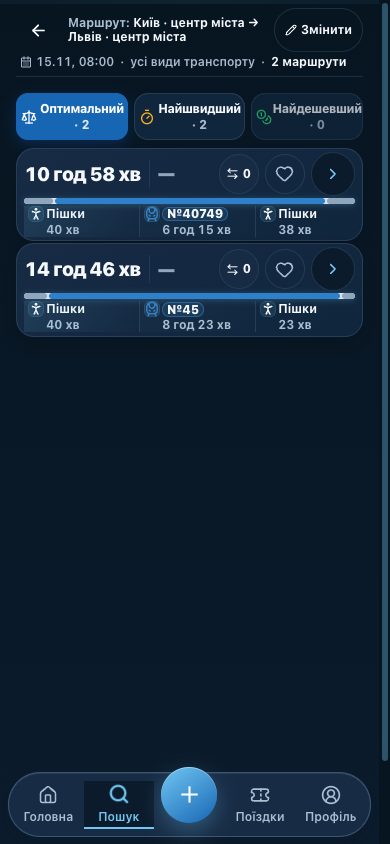 Маршрут: Київ · центр міста →
Львів · центр міста
Змінити
15.11, 08:00 · усі види транспорту · 2 маршрути
Оптимальний
· 2
Найшвидший
· 2
Найдешевший
· 0
10 год 58 хв
—
0
Пішки
40 хв
№40749
6 год 15 хв
Пішки
38 хв
14 год 46 хв
—
0
Пішки
40 хв
№45
8 год 23 хв
Пішки
23 хв
Головна
Пошук
Поїздки
Профіль